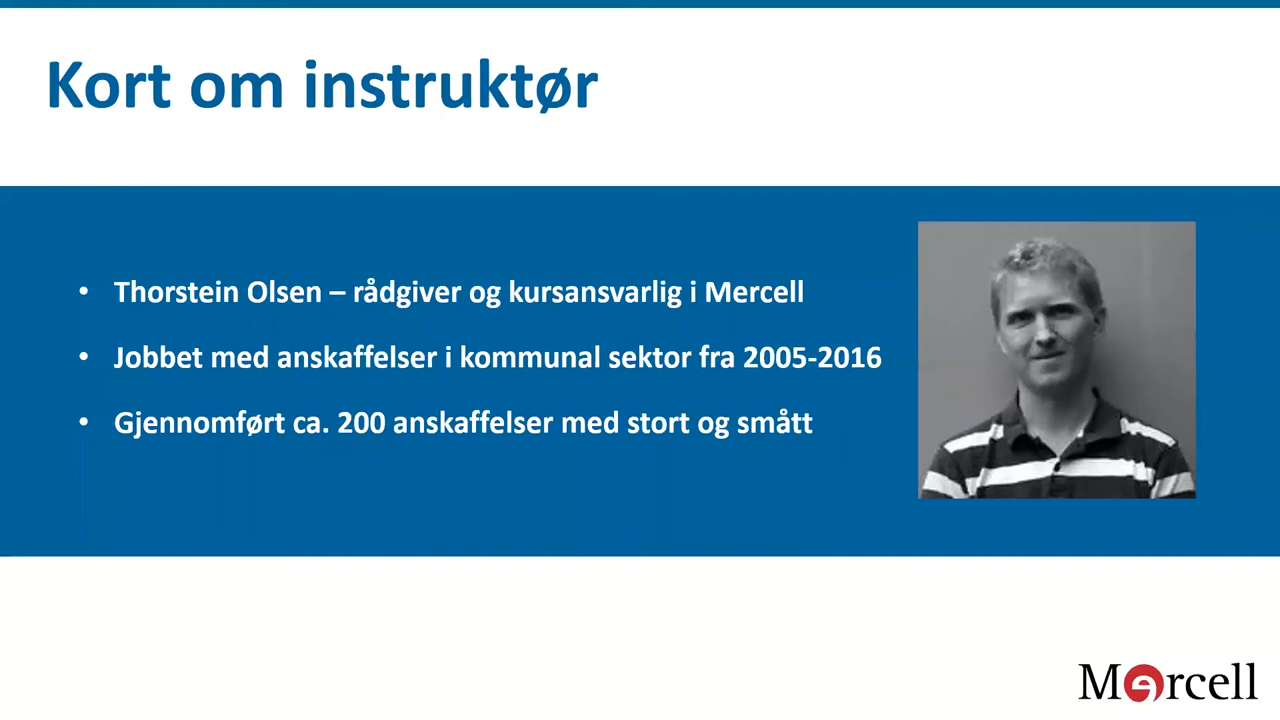 Kort om instruktør
• Thorstein Olsen – rådgiver og kursansvarlig i Mercell
• Jobbet med anskaffelser i kommunal sektor fra 2005-2016
• Gjennomført ca. 200 anskaffelser med stort og smått
Mercell